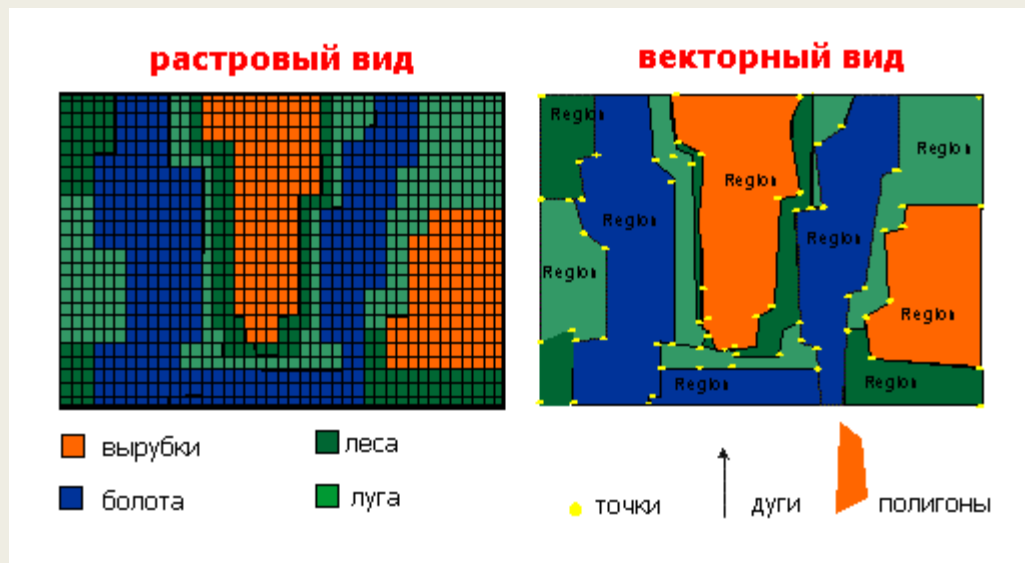 растровый вид
векторный вид
Region
Region
Region
Region
Region
Region
Region
Region
Region
вырубки
леса
болота
луга
точки
дуги
полигоны